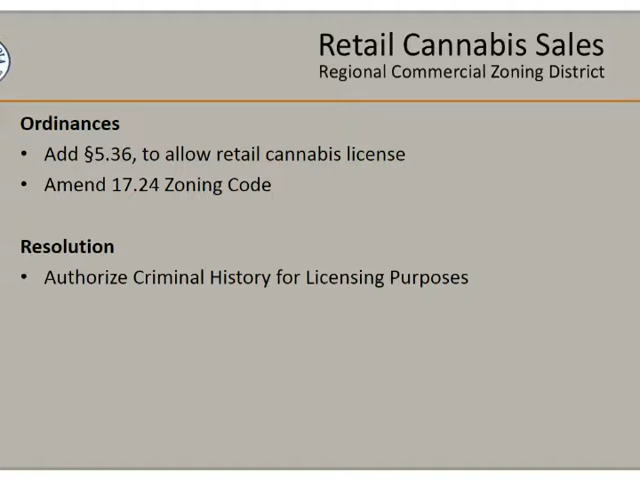 Retail Cannabis Sales
Regional Commercial Zoning District
Ordinances
• Add §5.36, to allow retail cannabis license
• Amend 17.24 Zoning Code
Resolution
• Authorize Criminal History for Licensing Purposes